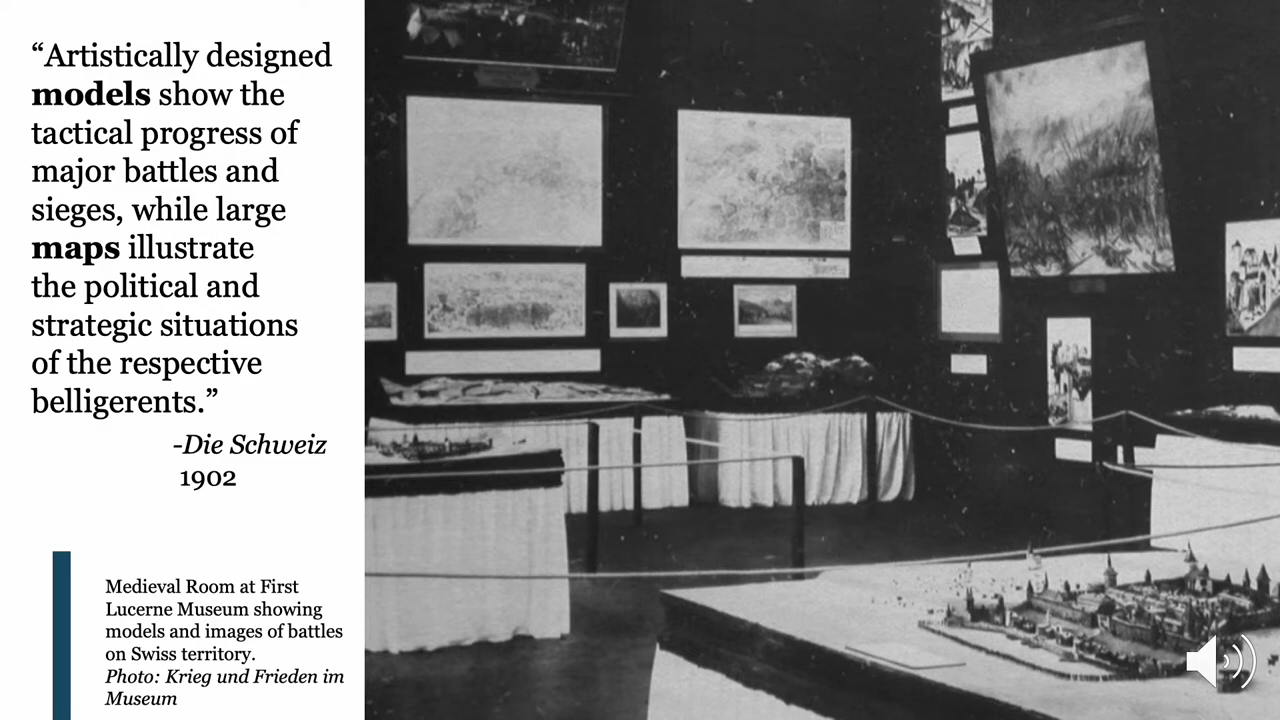 “Artistically designed
models show the
tactical progress of
major battles and
sieges, while large
maps illustrate
the political and
strategic situations
of the respective
belligerents.”
-Die Schweiz
1902
Medieval Room at First
Lucerne Museum showing
models and images of battles
on Swiss territory.
Photo: Krieg und Frieden im
Museum